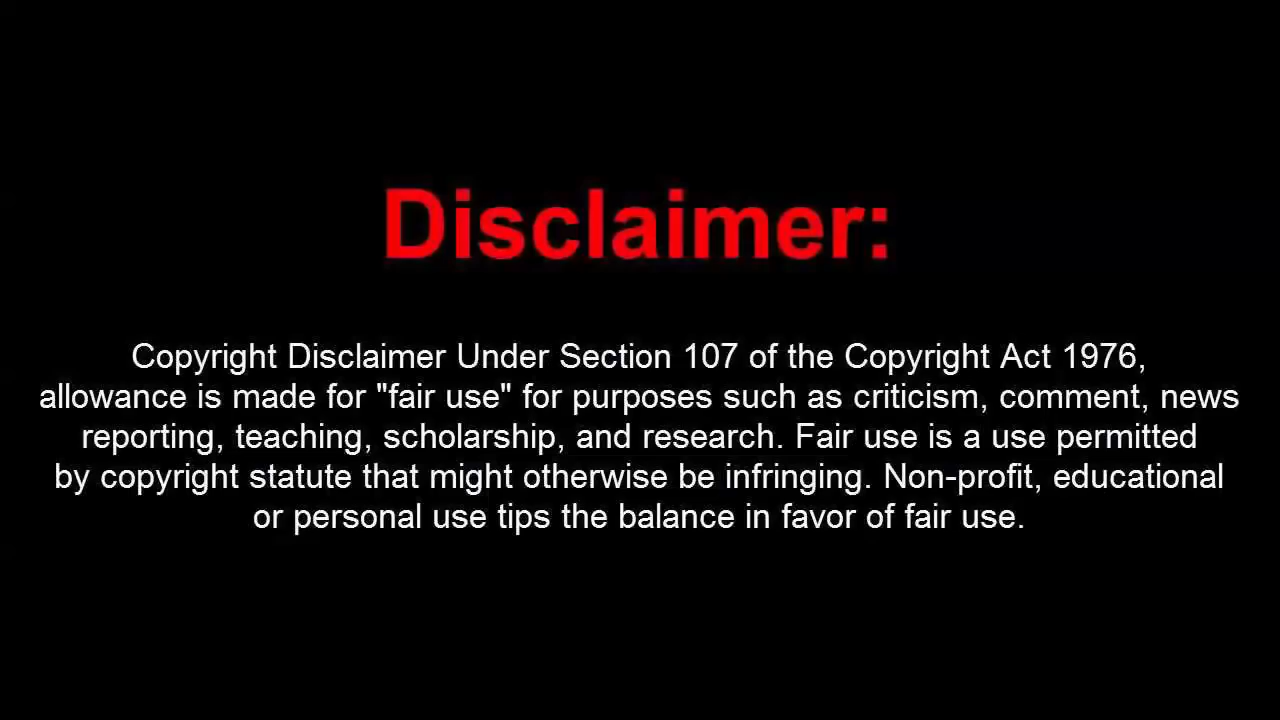 Disclaimer:
Copyright Disclaimer Under Section 107 of the Copyright Act 1976,
allowance is made for "fair use" for purposes such as criticism, comment, news
reporting, teaching, scholarship, and research. Fair use is a use permitted
by copyright statute that might otherwise be infringing. Non-profit, educational
or personal use tips the balance in favor of fair use.